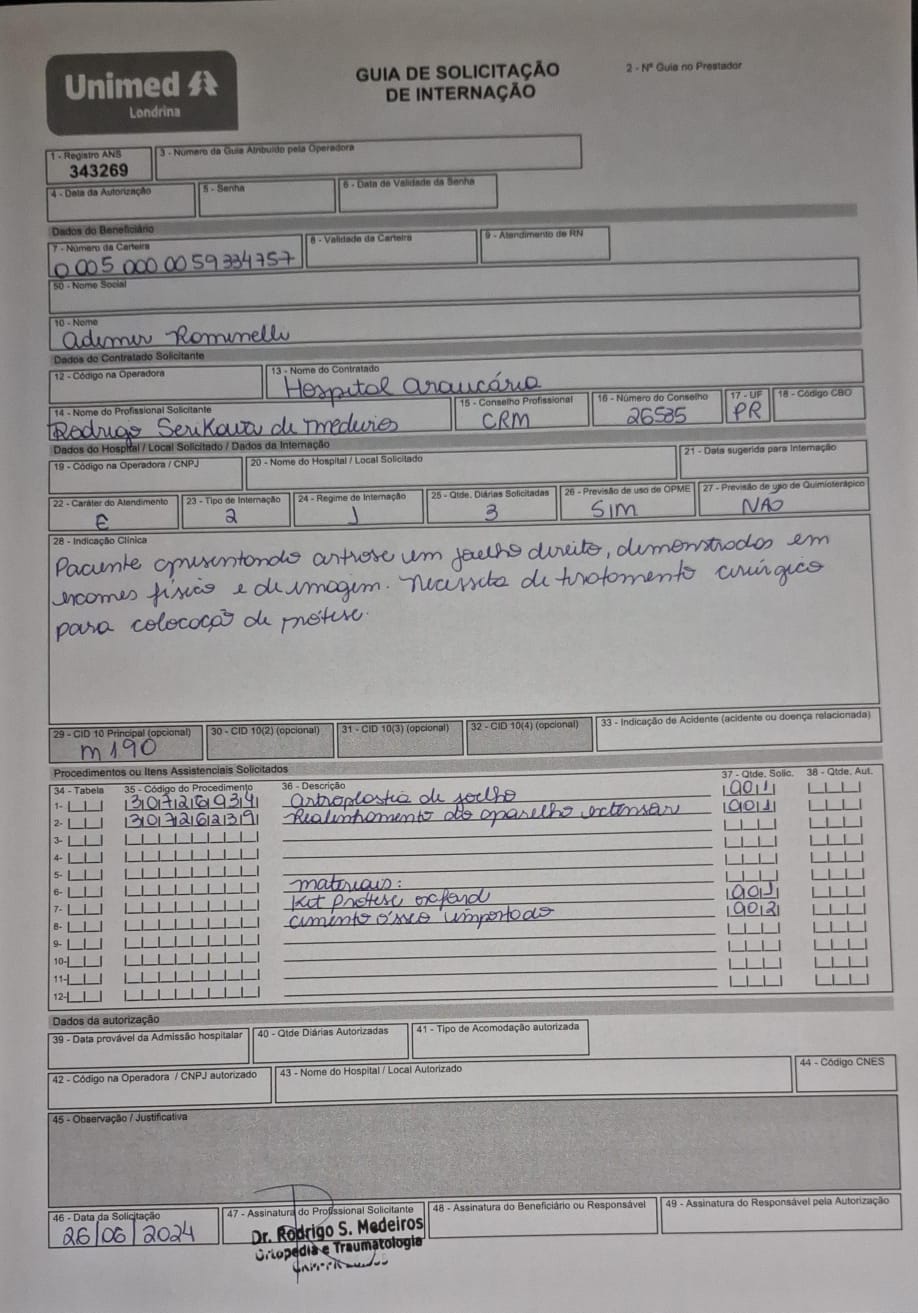 Unimed
Londrina
GUIA DE SOLICITAÇÃO
DE INTERNAÇÃO
2 - Nº Guia no Prestador
1 - Registro ANS
343269
3 - Número da Guia Atribuído pela Operadora
4 - Data da Autorização
5 - Senha
6 - Data de Validade da Senha
Dados do Beneficiário
7 - Número da Carteira
0 005 000 00 59334757
8 - Validade da Carteira
9 - Atendimento de RN
50 - Nome Social
10 - Nome
Ademir Rominelli
Dados do Contratado Solicitante
12 - Código na Operadora
13 - Nome do Contratado
Hospital Araucária
14 - Nome do Profissional Solicitante
Rodrigo Serikawa de Medeiros
15 - Conselho Profissional
CRM
16 - Número do Conselho
26535
17 - UF
PR
18 - Código CBO
Dados do Hospital / Local Solicitado / Dados da Internação
19 - Código na Operadora / CNPJ
20 - Nome do Hospital / Local Solicitado
21 - Data sugerida para Internação
22 - Caráter do Atendimento
E
23 - Tipo de Internação
2
24 - Regime de Internação
1
25 - Qtde. Diárias Solicitadas
3
26 - Previsão de uso de OPME
SIM
27 - Previsão de uso de Quimioterápico
NAO
28 - Indicação Clínica
Paciente apresentando artrose em joelho direito, demonstrados em
exames físico e de imagem. Necessita de tratamento cirúrgico
para colocação de prótese.
29 - CID 10 Principal (opcional)
M190
30 - CID 10(2) (opcional)
31 - CID 10(3) (opcional)
32 - CID 10(4) (opcional)
33 - Indicação de Acidente (acidente ou doença relacionada)
Procedimentos ou Itens Assistenciais Solicitados
34 - Tabela 35 - Código do Procedimento 36 - Descrição 37 - Qtde. Solic. 38 - Qtde. Aut.
1- 30726034 artroplastia de joelho 001
2- 30726239 Realinhamento do aparelho extensor 001
3-
4-
5-
6- materiais:
7- Kit protese oxford 001
8- cimento ósseo importado 002
9-
10-
11-
12-
Dados da autorização
39 - Data provável da Admissão hospitalar
40 - Qtde Diárias Autorizadas
41 - Tipo de Acomodação autorizada
42 - Código na Operadora / CNPJ autorizado
43 - Nome do Hospital / Local Autorizado
44 - Código CNES
45 - Observação / Justificativa
46 - Data da Solicitação
26/06/2024
47 - Assinatura do Profissional Solicitante
Dr. Rodrigo S. Medeiros
Ortopedia e Traumatologia
48 - Assinatura do Beneficiário ou Responsável
49 - Assinatura do Responsável pela Autorização